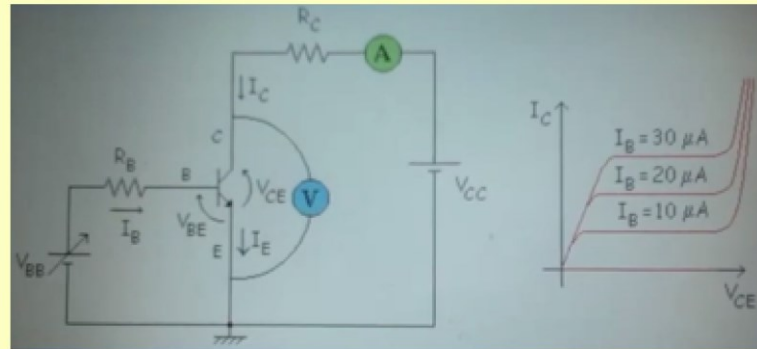 R_C
A
I_C
C
R_B
B
V_CE
V
V_CC
I_B
V_BE
I_E
E
V_BB
I_C
I_B = 30 μA
I_B = 20 μA
I_B = 10 μA
V_CE